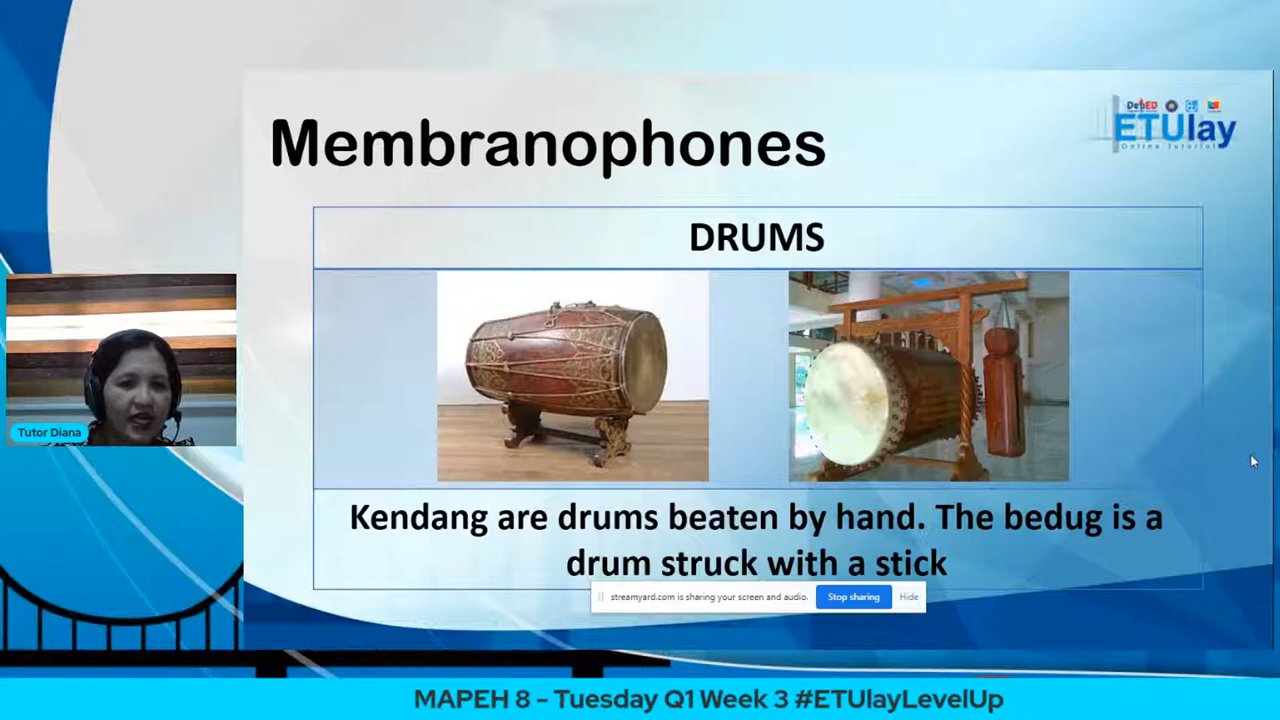 DepED
ETUlay
Online Tutorial
Membranophones
DRUMS
Tutor Diana
Kendang are drums beaten by hand. The bedug is a
drum struck with a stick
streamyard.com is sharing your screen and audio.
Stop sharing
Hide
MAPEH 8 - Tuesday Q1 Week 3 #ETUlayLevelUp